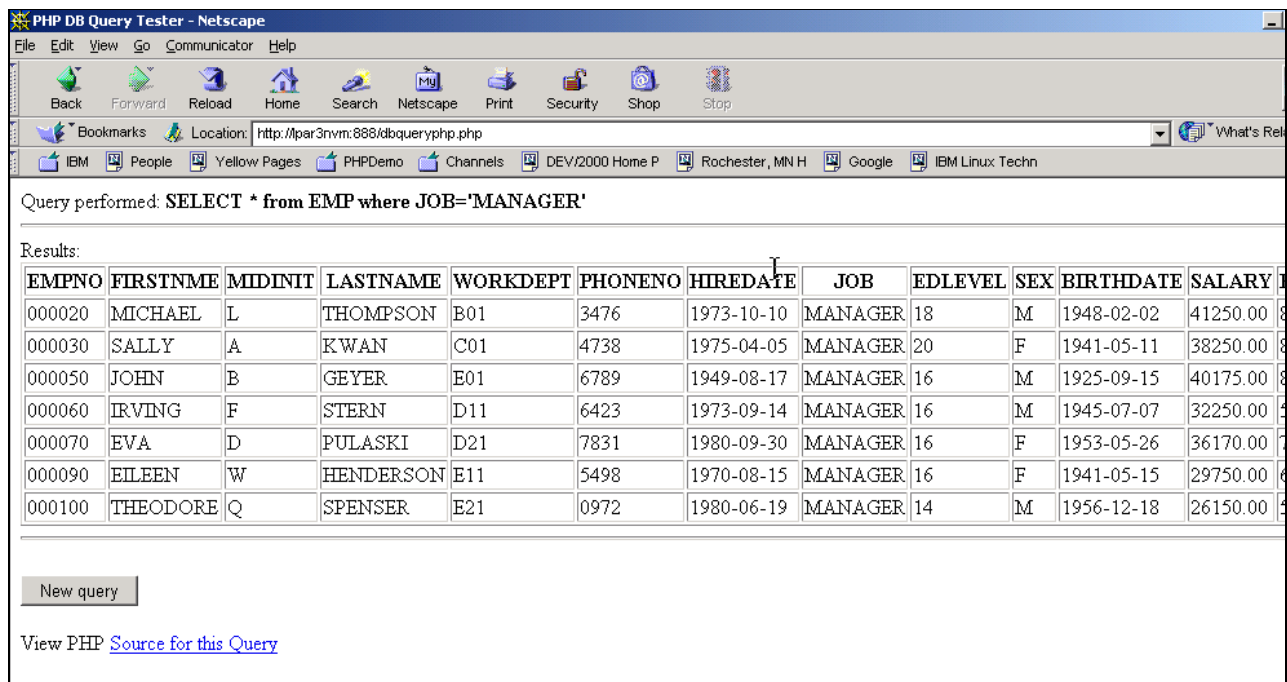 PHP DB Query Tester - Netscape
File Edit View Go Communicator Help
My
Back Forward Reload Home Search Netscape Print Security Shop Stop
Bookmarks Location: http://lpar3nvm:888/dbqueryphp.php What's Rela
IBM People Yellow Pages PHPDemo Channels DEV/2000 Home P Rochester, MN H Google IBM Linux Techn
Query performed: SELECT * from EMP where JOB='MANAGER'
Results:
EMPNO FIRSTNME MIDINIT LASTNAME WORKDEPT PHONENO HIREDATE JOB EDLEVEL SEX BIRTHDATE SALARY
000020 MICHAEL L THOMPSON B01 3476 1973-10-10 MANAGER 18 M 1948-02-02 41250.00
000030 SALLY A KWAN C01 4738 1975-04-05 MANAGER 20 F 1941-05-11 38250.00
000050 JOHN B GEYER E01 6789 1949-08-17 MANAGER 16 M 1925-09-15 40175.00
000060 IRVING F STERN D11 6423 1973-09-14 MANAGER 16 M 1945-07-07 32250.00
000070 EVA D PULASKI D21 7831 1980-09-30 MANAGER 16 F 1953-05-26 36170.00
000090 EILEEN W HENDERSON E11 5498 1970-08-15 MANAGER 16 F 1941-05-15 29750.00
000100 THEODORE Q SPENSER E21 0972 1980-06-19 MANAGER 14 M 1956-12-18 26150.00
New query
View PHP Source for this Query